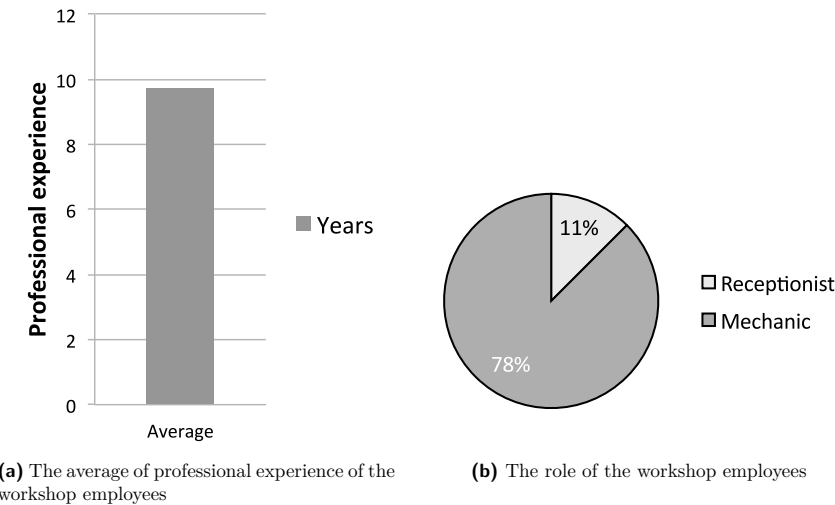 12
10
8
6
4
2
0
Professional experience
Average
Years
11%
78%
Receptionist
Mechanic
(a) The average of professional experience of the
workshop employees
(b) The role of the workshop employees